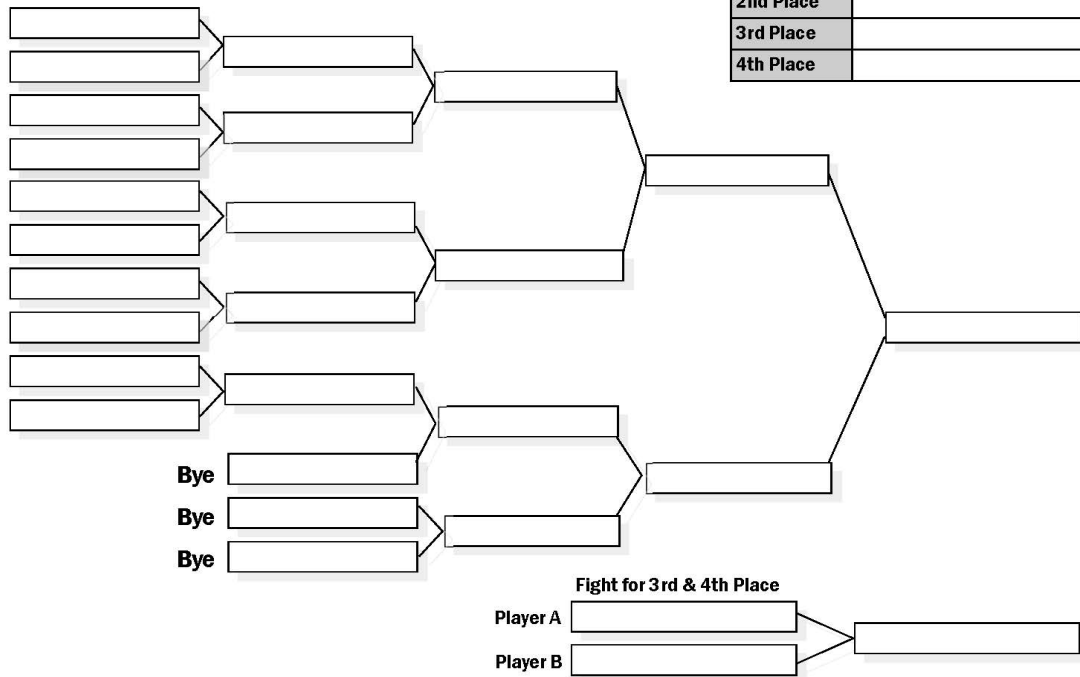 2nd Place
3rd Place
4th Place
Bye
Bye
Bye
Fight for 3rd & 4th Place
Player A
Player B